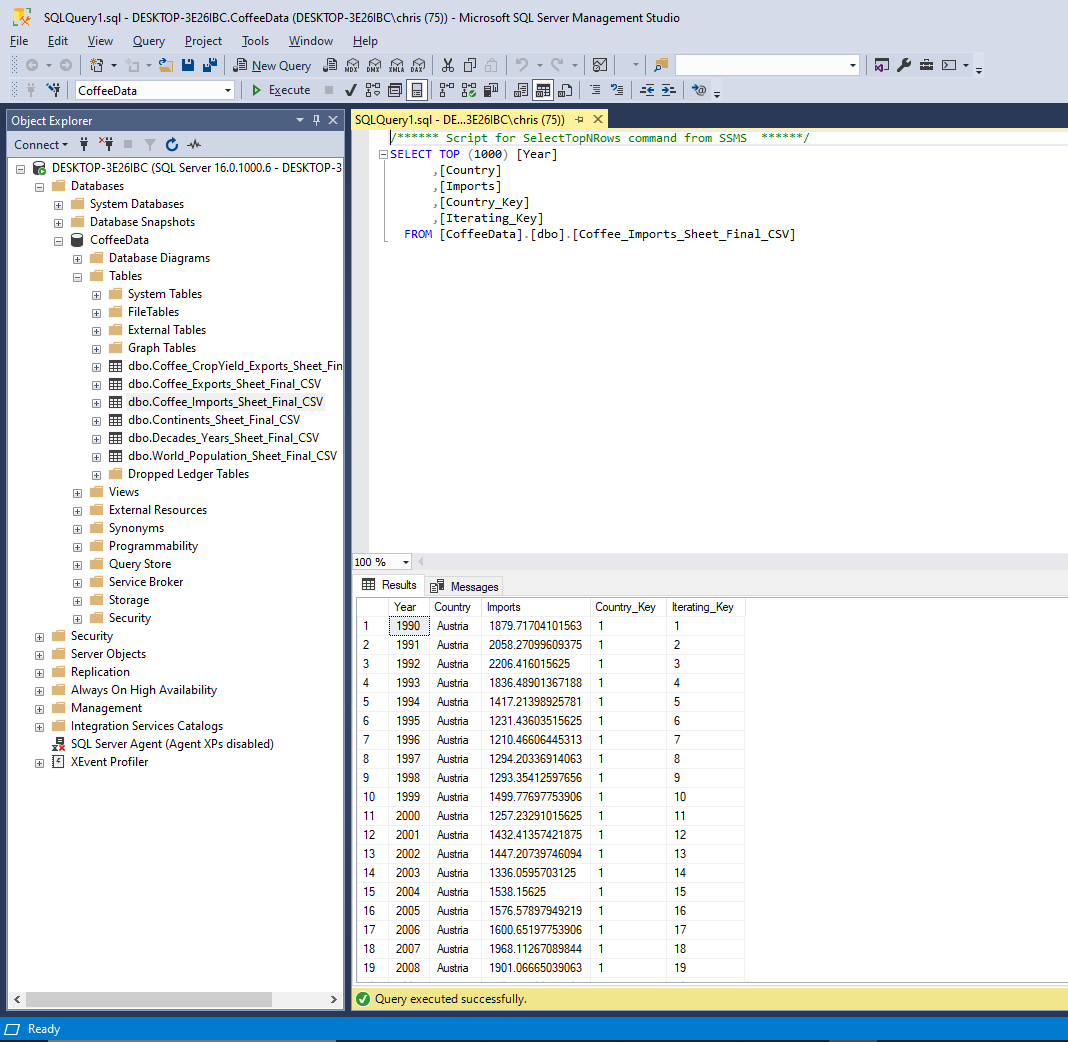 SQLQuery1.sql - DESKTOP-3E26IBC.CoffeeData (DESKTOP-3E26IBC\chris (75)) - Microsoft SQL Server Management Studio
File Edit View Query Project Tools Window Help
New Query MDX DMX XMLA DAX
CoffeeData Execute
Object Explorer
Connect
DESKTOP-3E26IBC (SQL Server 16.0.1000.6 - DESKTOP-3
Databases
System Databases
Database Snapshots
CoffeeData
Database Diagrams
Tables
System Tables
FileTables
External Tables
Graph Tables
dbo.Coffee_CropYield_Exports_Sheet_Fin
dbo.Coffee_Exports_Sheet_Final_CSV
dbo.Coffee_Imports_Sheet_Final_CSV
dbo.Continents_Sheet_Final_CSV
dbo.Decades_Years_Sheet_Final_CSV
dbo.World_Population_Sheet_Final_CSV
Dropped Ledger Tables
Views
External Resources
Synonyms
Programmability
Query Store
Service Broker
Storage
Security
Security
Server Objects
Replication
Always On High Availability
Management
Integration Services Catalogs
SQL Server Agent (Agent XPs disabled)
XEvent Profiler
SQLQuery1.sql - DE...3E26IBC\chris (75))
/****** Script for SelectTopNRows command from SSMS ******/
SELECT TOP (1000) [Year]
,[Country]
,[Imports]
,[Country_Key]
,[Iterating_Key]
FROM [CoffeeData].[dbo].[Coffee_Imports_Sheet_Final_CSV]
100 %
Results Messages
Year Country Imports Country_Key Iterating_Key
1 1990 Austria 1879.71704101563 1 1
2 1991 Austria 2058.27099609375 1 2
3 1992 Austria 2206.416015625 1 3
4 1993 Austria 1836.48901367188 1 4
5 1994 Austria 1417.21398925781 1 5
6 1995 Austria 1231.43603515625 1 6
7 1996 Austria 1210.46606445313 1 7
8 1997 Austria 1294.20336914063 1 8
9 1998 Austria 1293.35412597656 1 9
10 1999 Austria 1499.77697753906 1 10
11 2000 Austria 1257.23291015625 1 11
12 2001 Austria 1432.41357421875 1 12
13 2002 Austria 1447.20739746094 1 13
14 2003 Austria 1336.0595703125 1 14
15 2004 Austria 1538.15625 1 15
16 2005 Austria 1576.57897949219 1 16
17 2006 Austria 1600.65197753906 1 17
18 2007 Austria 1968.11267089844 1 18
19 2008 Austria 1901.06665039063 1 19
Query executed successfully.
Ready